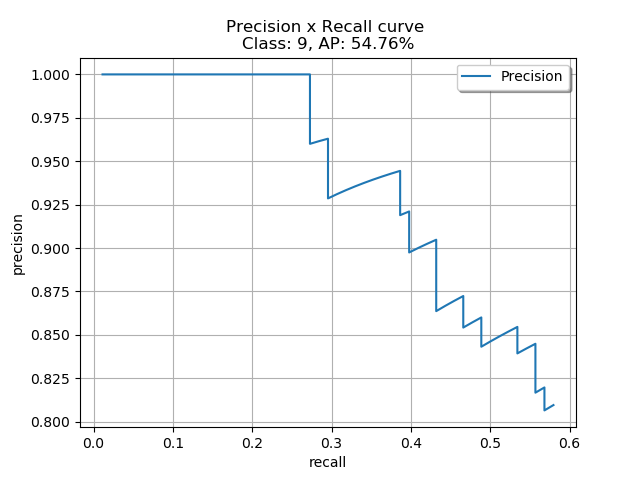 Precision x Recall curve
Class: 9, AP: 54.76%
Precision
1.000
0.975
0.950
0.925
0.900
0.875
0.850
0.825
0.800
precision
0.0 0.1 0.2 0.3 0.4 0.5 0.6
recall